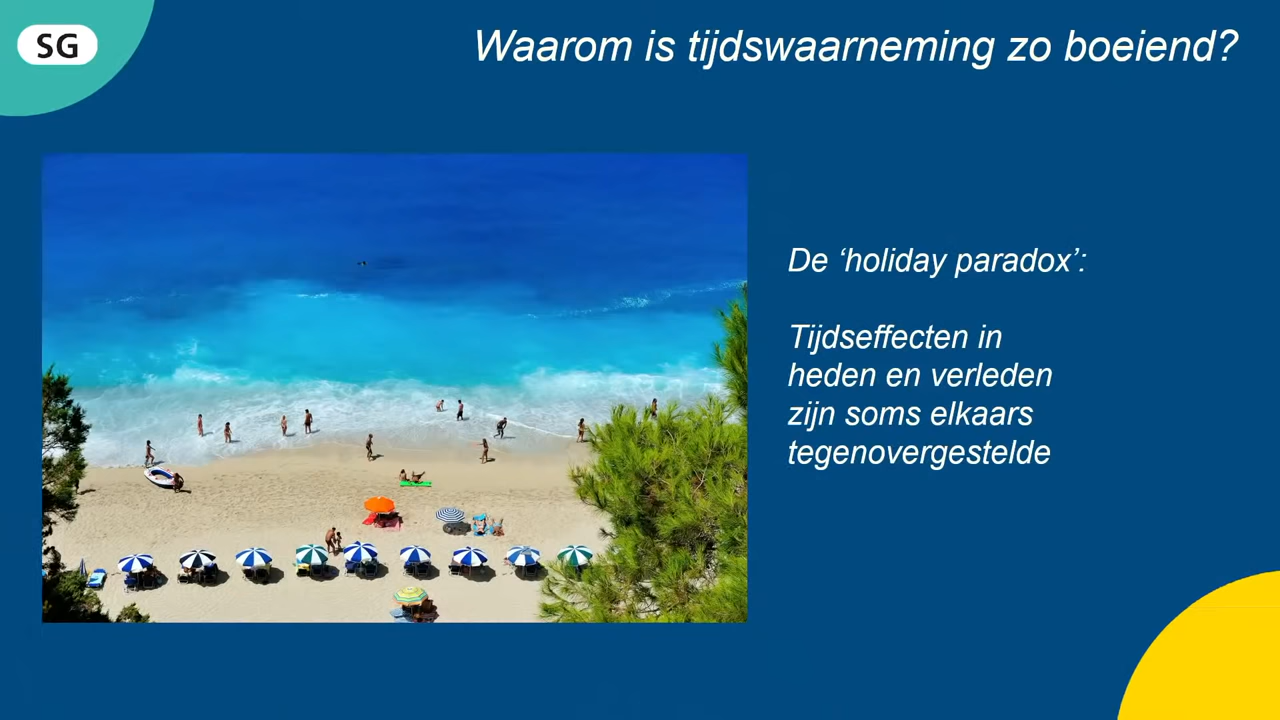 SG
Waarom is tijdswaarneming zo boeiend?
De ‘holiday paradox’:
Tijdseffecten in
heden en verleden
zijn soms elkaars
tegenovergestelde